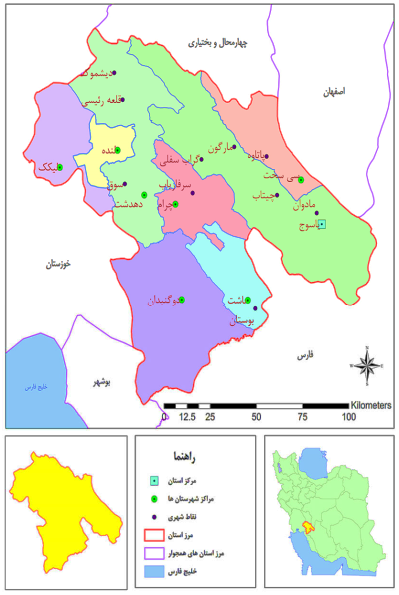 چهارمحال و بختیاری
اصفهان
دیشموک
قلعه رئیسی
لنده
لیکک
سوق
دهدشت
گراب سفلی
مارگون
پاتاوه
سی سخت
سرفاریاب
چرام
چیتاب
مادوان
یاسوج
خوزستان
دوگنبدان
باشت
بوستان
فارس
بوشهر
خلیج فارس
0 12.5 25 50 75 100 Kilometers
N
راهنما
مرکز استان
مراکز شهرستان ها
نقاط شهری
مرز استان
مرز استان های همجوار
خلیج فارس